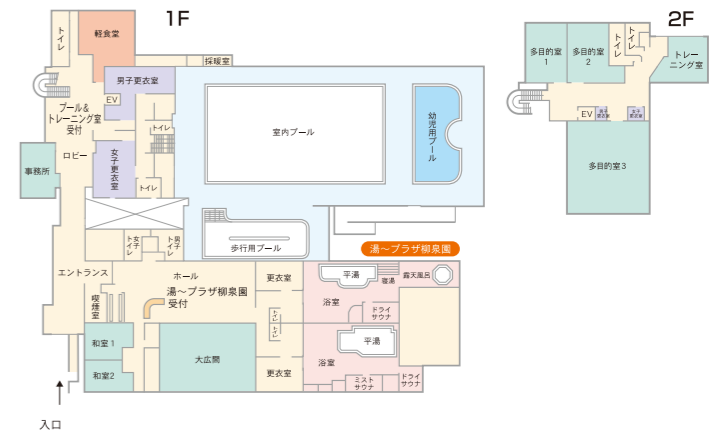 1F
トイレ
軽食堂
採暖室
男子更衣室
EV
プール&
トレーニング室
受付
トイレ
ロビー
事務所
女子更衣室
トイレ
室内プール
幼児用プール
歩行用プール
女子トイレ
男子トイレ
湯〜プラザ柳泉園
エントランス
ホール
湯〜プラザ柳泉園
受付
喫煙室
更衣室
平湯
寝湯
露天風呂
浴室
ドライ
サウナ
トイレ
トイレ
和室1
和室2
大広間
更衣室
平湯
浴室
ミスト
サウナ
ドライ
サウナ
入口
2F
多目的室
1
多目的室
2
トイレ
トイレ
トレー
ニング室
EV
男子
更衣室
女子
更衣室
多目的室3